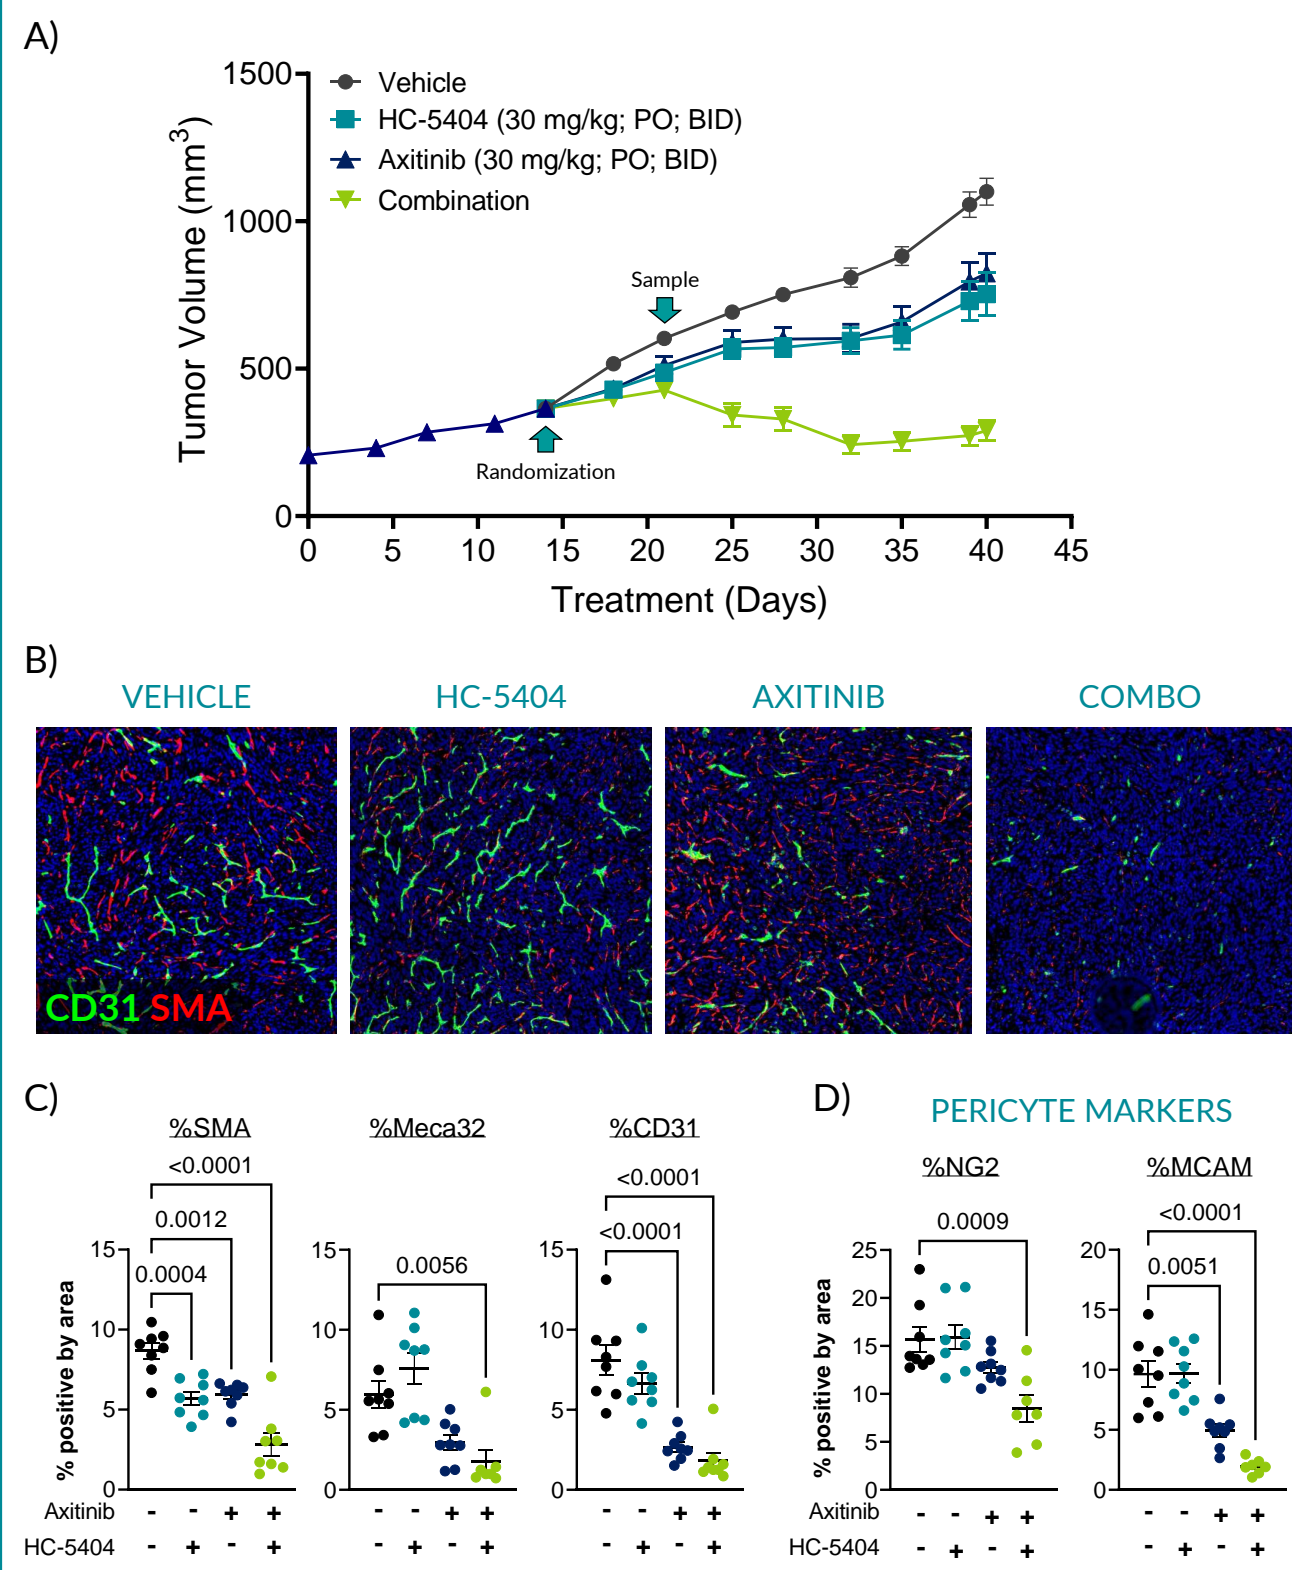 A)
Tumor Volume (mm³)
1500
1000
500
0
Vehicle
HC-5404 (30 mg/kg; PO; BID)
Axitinib (30 mg/kg; PO; BID)
Combination
Sample
Randomization
0 5 10 15 20 25 30 35 40 45
Treatment (Days)
B)
VEHICLE HC-5404 AXITINIB COMBO
CD31 SMA
C)
%SMA
<0.0001
0.0012
0.0004
% positive by area
15
10
5
0
%Meca32
0.0056
15
10
5
0
%CD31
<0.0001
<0.0001
15
10
5
0
Axitinib - - + + - - + + - - + +
HC-5404 - + - + - + - + - + - +
D)
PERICYTE MARKERS
%NG2
0.0009
% positive by area
25
20
15
10
5
0
%MCAM
<0.0001
0.0051
20
15
10
5
0
Axitinib - - + + - - + +
HC-5404 - + - + - + - +